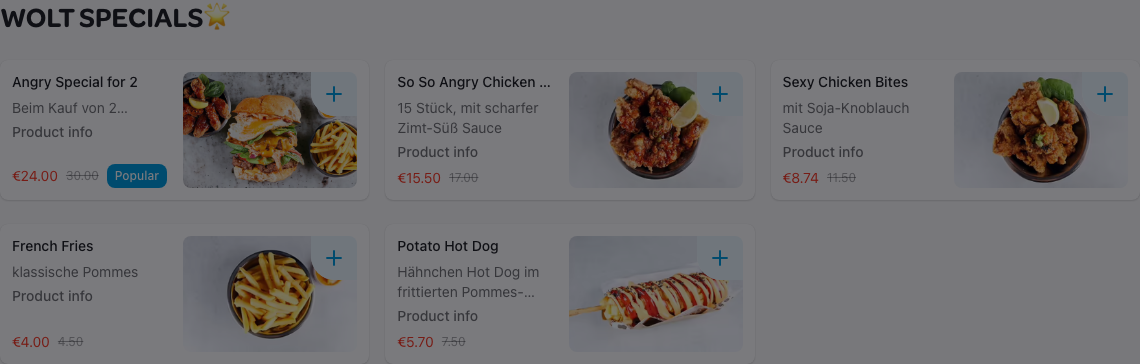 WOLT SPECIALS🌟
Angry Special for 2
Beim Kauf von 2...
Product info
€24.00 30.00 Popular
So So Angry Chicken ...
15 Stück, mit scharfer
Zimt-Süß Sauce
Product info
€15.50 17.00
Sexy Chicken Bites
mit Soja-Knoblauch
Sauce
Product info
€8.74 11.50
French Fries
klassische Pommes
Product info
€4.00 4.50
Potato Hot Dog
Hähnchen Hot Dog im
frittierten Pommes-...
Product info
€5.70 7.50